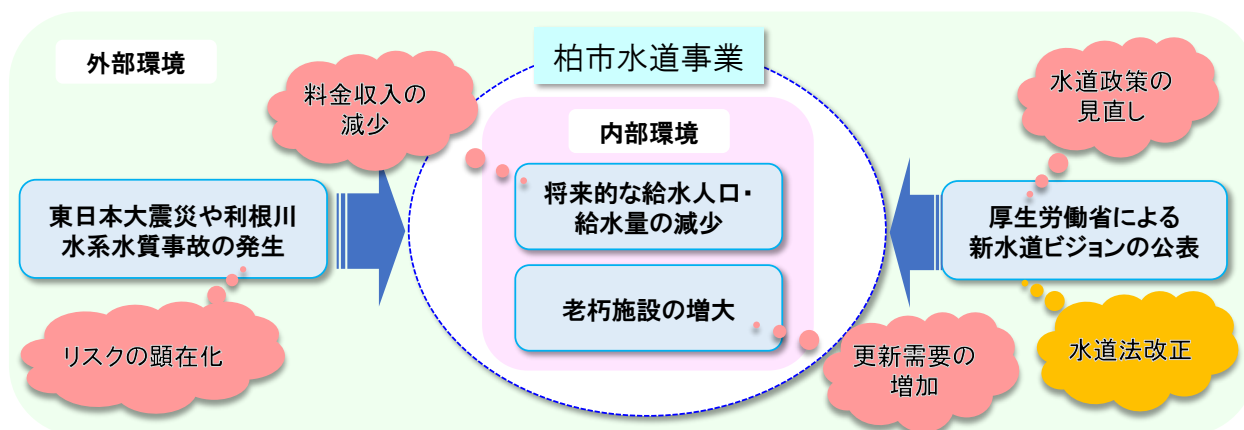 外部環境
柏市水道事業
料金収入の
減少
水道政策の
見直し
内部環境
東日本大震災や利根川
水系水質事故の発生
将来的な給水人口・
給水量の減少
厚生労働省による
新水道ビジョンの公表
老朽施設の増大
リスクの顕在化
更新需要の
増加
水道法改正